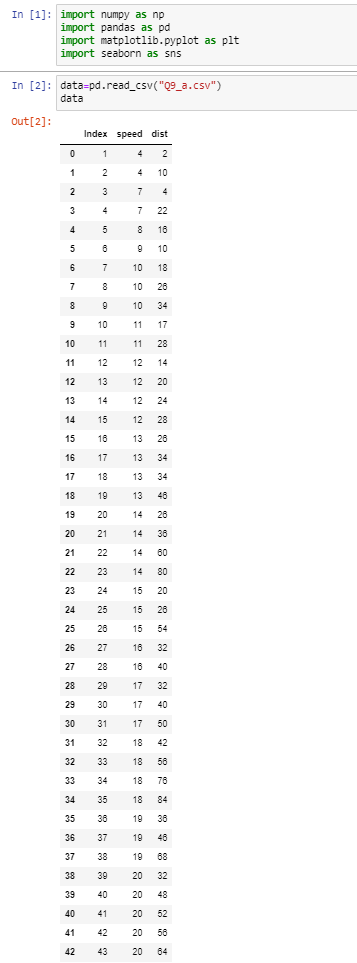 In [1]: import numpy as np
import pandas as pd
import matplotlib.pyplot as plt
import seaborn as sns
In [2]: data=pd.read_csv("Q9_a.csv")
data
Out[2]:
Index speed dist
0 1 4 2
1 2 4 10
2 3 7 4
3 4 7 22
4 5 8 16
5 6 9 10
6 7 10 18
7 8 10 26
8 9 10 34
9 10 11 17
10 11 11 28
11 12 12 14
12 13 12 20
13 14 12 24
14 15 12 28
15 16 13 26
16 17 13 34
17 18 13 34
18 19 13 46
19 20 14 26
20 21 14 36
21 22 14 60
22 23 14 80
23 24 15 20
24 25 15 26
25 26 15 54
26 27 16 32
27 28 16 40
28 29 17 32
29 30 17 40
30 31 17 50
31 32 18 42
32 33 18 56
33 34 18 76
34 35 18 84
35 36 19 36
36 37 19 46
37 38 19 68
38 39 20 32
39 40 20 48
40 41 20 52
41 42 20 56
42 43 20 64